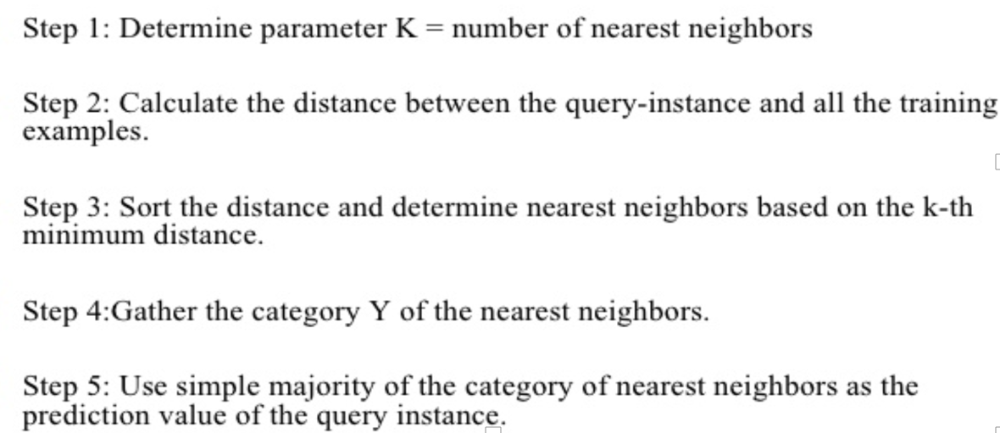 Step 1: Determine parameter K = number of nearest neighbors
Step 2: Calculate the distance between the query-instance and all the training
examples.
Step 3: Sort the distance and determine nearest neighbors based on the k-th
minimum distance.
Step 4:Gather the category Y of the nearest neighbors.
Step 5: Use simple majority of the category of nearest neighbors as the
prediction value of the query instance.